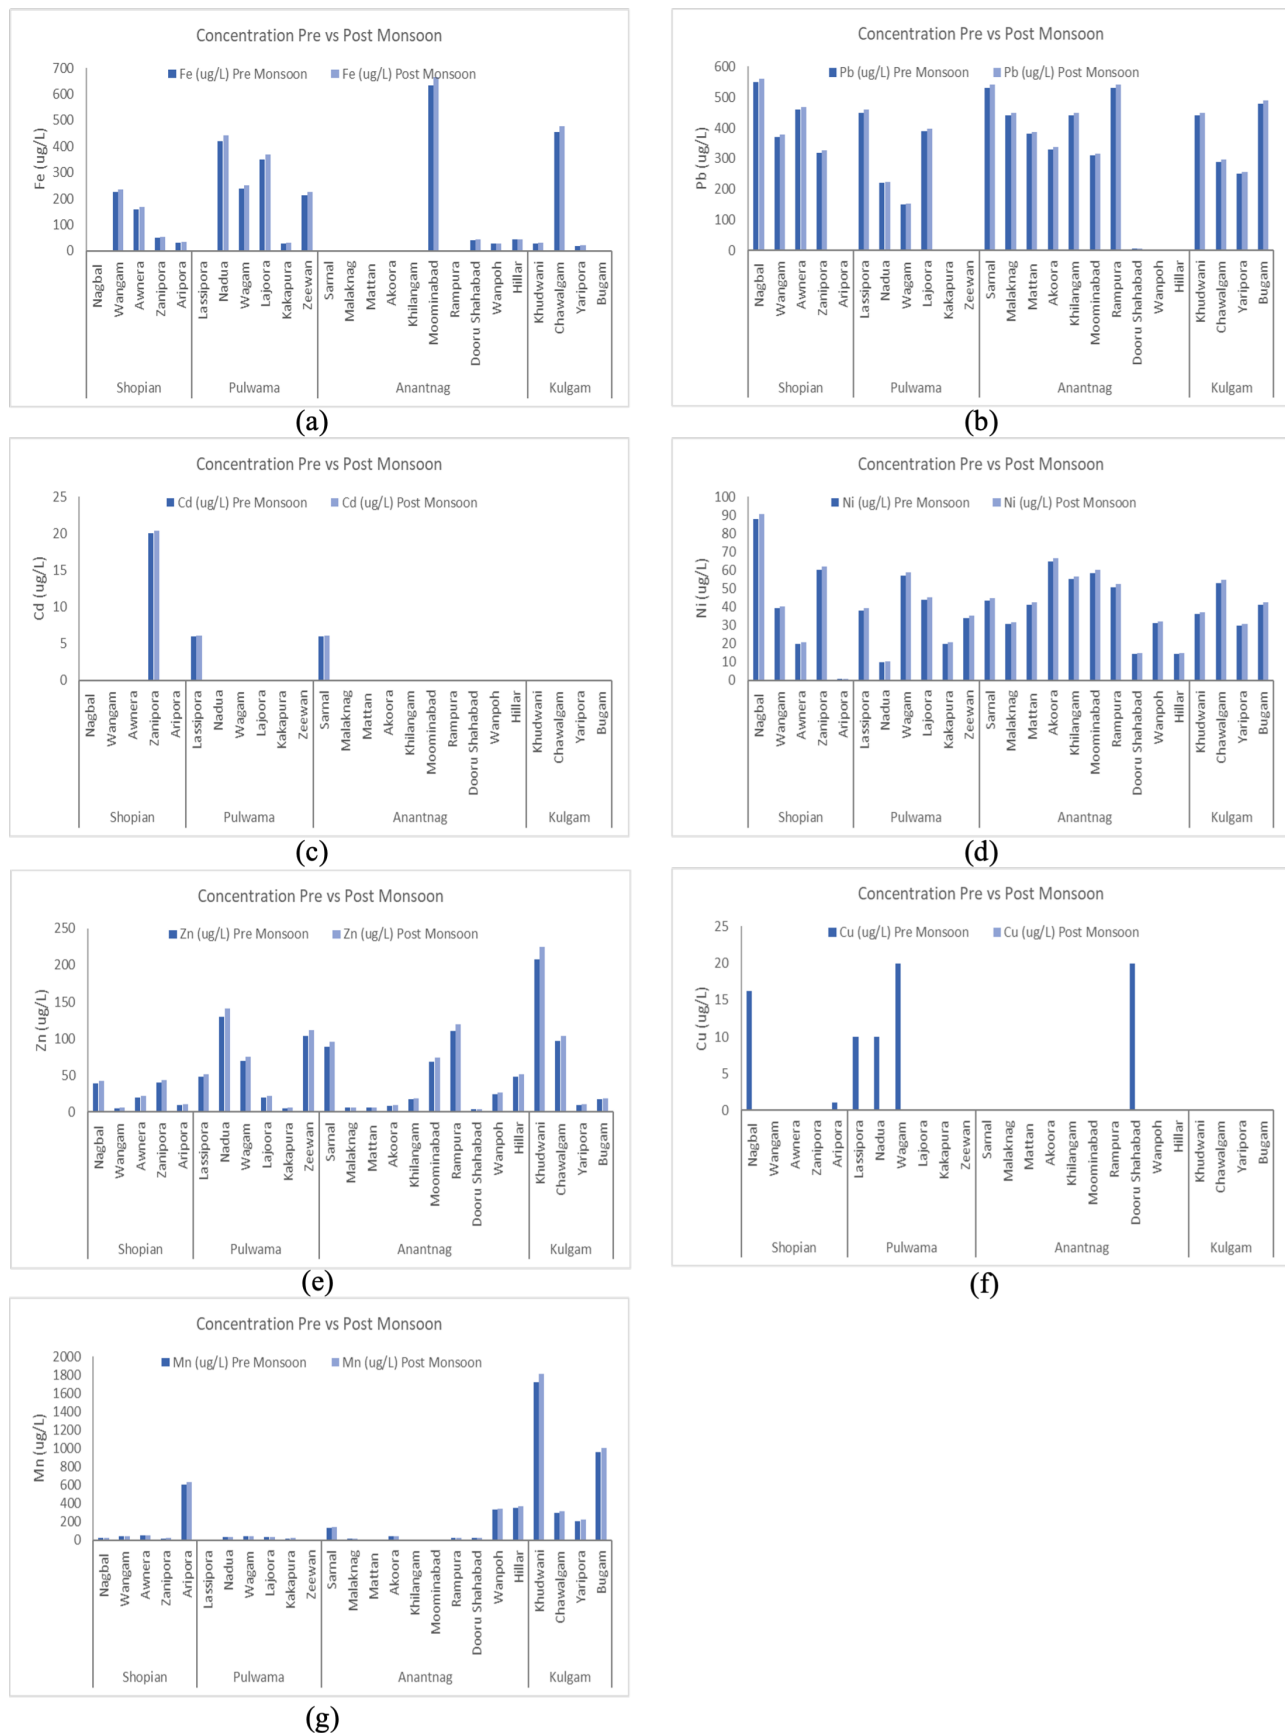 Concentration Pre vs Post Monsoon
Fe (ug/L) Pre Monsoon Fe (ug/L) Post Monsoon
Fe (ug/L)
700
600
500
400
300
200
100
0
Nagbal
Wangam
Awnera
Zanipora
Aripora
Lassipora
Nadua
Wagam
Lajoora
Kakapura
Zeewan
Sarnal
Malaknag
Mattan
Akoora
Khilangam
Moominabad
Rampura
Dooru Shahabad
Wanpoh
Hillar
Khudwani
Chawalgam
Yaripora
Bugam
Shopian Pulwama Anantnag Kulgam
(a)
Concentration Pre vs Post Monsoon
Pb (ug/L) Pre Monsoon Pb (ug/L) Post Monsoon
Pb (ug/L)
600
500
400
300
200
100
0
Nagbal
Wangam
Awnera
Zanipora
Aripora
Lassipora
Nadua
Wagam
Lajoora
Kakapura
Zeewan
Sarnal
Malaknag
Mattan
Akoora
Khilangam
Moominabad
Rampura
Dooru Shahabad
Wanpoh
Hillar
Khudwani
Chawalgam
Yaripora
Bugam
Shopian Pulwama Anantnag Kulgam
(b)
Concentration Pre vs Post Monsoon
Cd (ug/L) Pre Monsoon Cd (ug/L) Post Monsoon
Cd (ug/L)
25
20
15
10
5
0
Nagbal
Wangam
Awnera
Zanipora
Aripora
Lassipora
Nadua
Wagam
Lajoora
Kakapura
Zeewan
Sarnal
Malaknag
Mattan
Akoora
Khilangam
Moominabad
Rampura
Dooru Shahabad
Wanpoh
Hillar
Khudwani
Chawalgam
Yaripora
Bugam
Shopian Pulwama Anantnag Kulgam
(c)
Concentration Pre vs Post Monsoon
Ni (ug/L) Pre Monsoon Ni (ug/L) Post Monsoon
Ni (ug/L)
100
90
80
70
60
50
40
30
20
10
0
Nagbal
Wangam
Awnera
Zanipora
Aripora
Lassipora
Nadua
Wagam
Lajoora
Kakapura
Zeewan
Sarnal
Malaknag
Mattan
Akoora
Khilangam
Moominabad
Rampura
Dooru Shahabad
Wanpoh
Hillar
Khudwani
Chawalgam
Yaripora
Bugam
Shopian Pulwama Anantnag Kulgam
(d)
Concentration Pre vs Post Monsoon
Zn (ug/L) Pre Monsoon Zn (ug/L) Post Monsoon
Zn (ug/L)
250
200
150
100
50
0
Nagbal
Wangam
Awnera
Zanipora
Aripora
Lassipora
Nadua
Wagam
Lajoora
Kakapura
Zeewan
Sarnal
Malaknag
Mattan
Akoora
Khilangam
Moominabad
Rampura
Dooru Shahabad
Wanpoh
Hillar
Khudwani
Chawalgam
Yaripora
Bugam
Shopian Pulwama Anantnag Kulgam
(e)
Concentration Pre vs Post Monsoon
Cu (ug/L) Pre Monsoon Cu (ug/L) Post Monsoon
Cu (ug/L)
25
20
15
10
5
0
Nagbal
Wangam
Awnera
Zanipora
Aripora
Lassipora
Nadua
Wagam
Lajoora
Kakapura
Zeewan
Sarnal
Malaknag
Mattan
Akoora
Khilangam
Moominabad
Rampura
Dooru Shahabad
Wanpoh
Hillar
Khudwani
Chawalgam
Yaripora
Bugam
Shopian Pulwama Anantnag Kulgam
(f)
Concentration Pre vs Post Monsoon
Mn (ug/L) Pre Monsoon Mn (ug/L) Post Monsoon
Mn (ug/L)
2000
1800
1600
1400
1200
1000
800
600
400
200
0
Nagbal
Wangam
Awnera
Zanipora
Aripora
Lassipora
Nadua
Wagam
Lajoora
Kakapura
Zeewan
Sarnal
Malaknag
Mattan
Akoora
Khilangam
Moominabad
Rampura
Dooru Shahabad
Wanpoh
Hillar
Khudwani
Chawalgam
Yaripora
Bugam
Shopian Pulwama Anantnag Kulgam
(g)